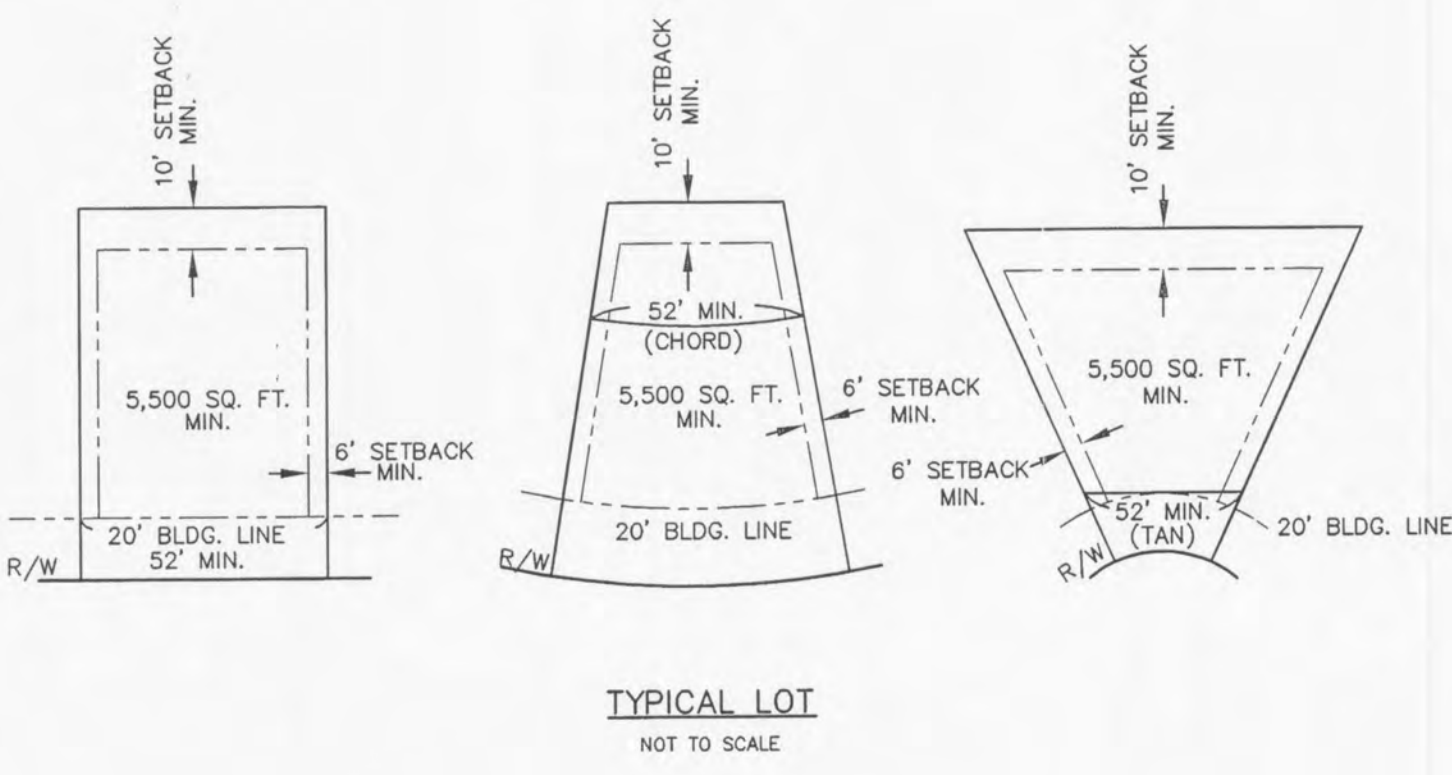 10' SETBACK
MIN.
5,500 SQ. FT.
MIN.
6' SETBACK
MIN.
20' BLDG. LINE
52' MIN.
R/W
10' SETBACK
MIN.
52' MIN.
(CHORD)
5,500 SQ. FT.
MIN.
6' SETBACK
MIN.
20' BLDG. LINE
R/W
10' SETBACK
MIN.
5,500 SQ. FT.
MIN.
6' SETBACK
MIN.
52' MIN.
(TAN)
20' BLDG. LINE
R/W
TYPICAL LOT
NOT TO SCALE